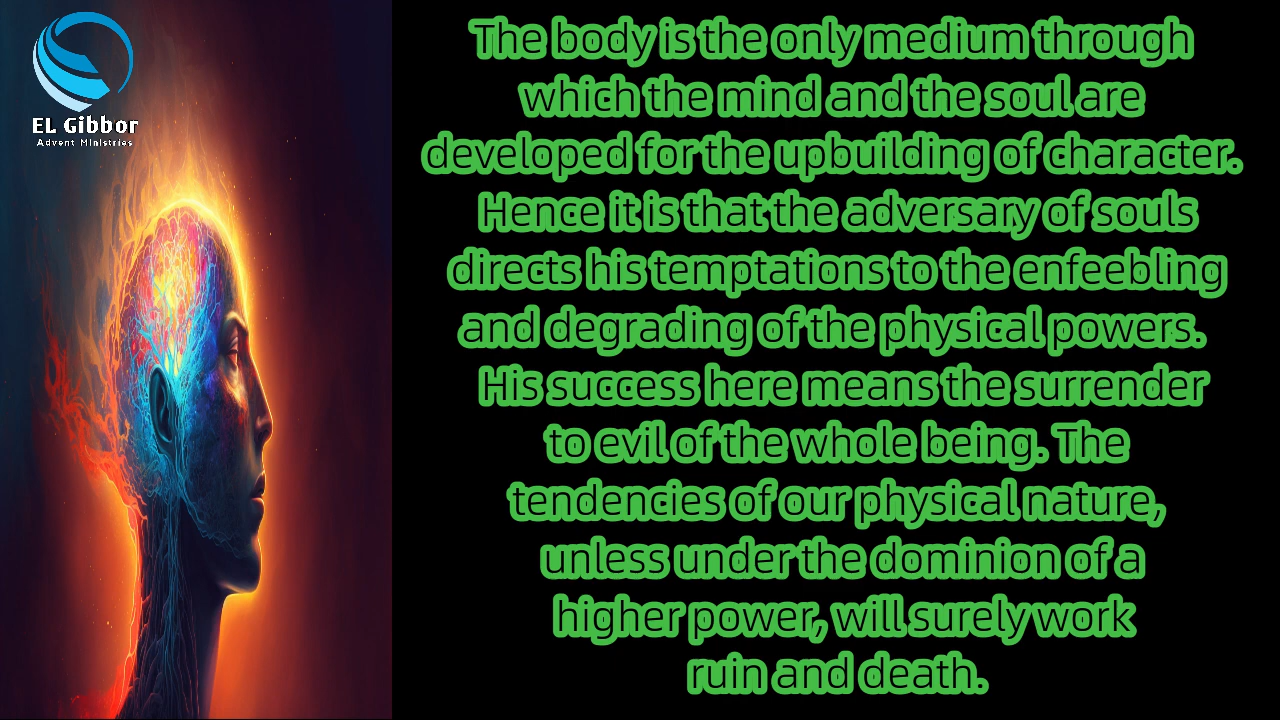 EL Gibbor
Advent Ministries
The body is the only medium through
which the mind and the soul are
developed for the upbuilding of character.
Hence it is that the adversary of souls
directs his temptations to the enfeebling
and degrading of the physical powers.
His success here means the surrender
to evil of the whole being. The
tendencies of our physical nature,
unless under the dominion of a
higher power, will surely work
ruin and death.